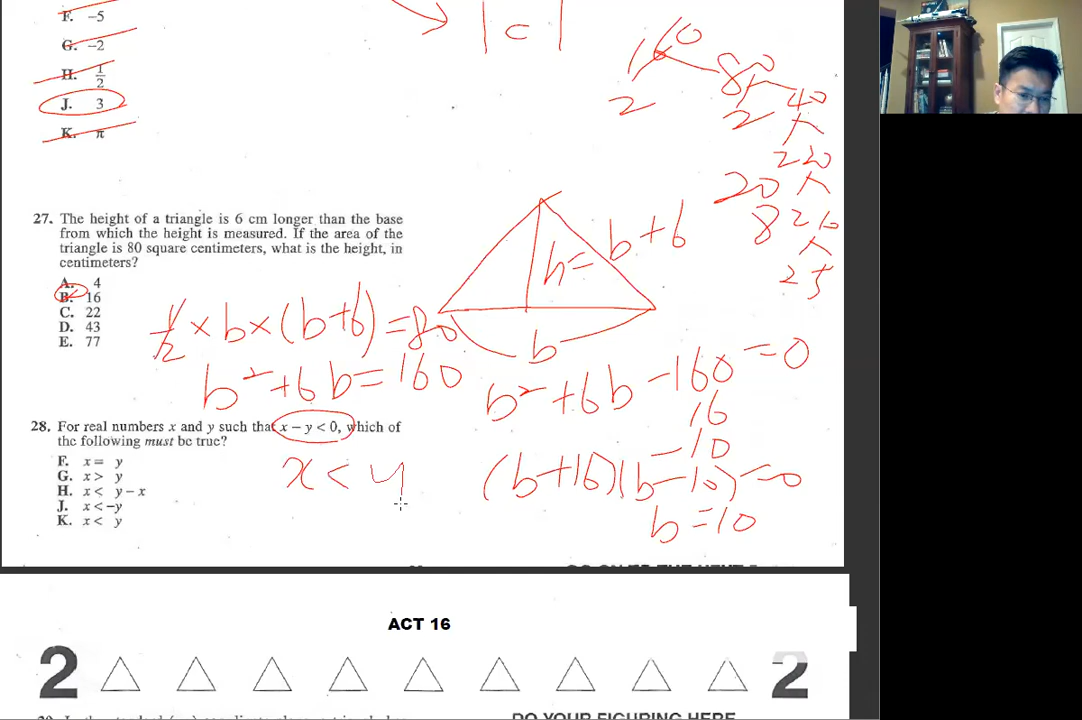 F. −5
G. −2
H. 1/2
J. 3
K. π
|c|
160
2 80
2 40
2 20
20
8 2 10
2 5
27. The height of a triangle is 6 cm longer than the base
from which the height is measured. If the area of the
triangle is 80 square centimeters, what is the height, in
centimeters?
A. 4
B. 16
C. 22
D. 43
E. 77
h = b + 6
b
1/2 × b × (b+6) = 80
b² + 6b = 160
b² + 6b − 160 = 0
16
−10
(b+16)(b−10) = 0
b = 10
28. For real numbers x and y such that x − y < 0, which of
the following must be true?
F. x = y
G. x > y
H. x < y − x
J. x < −y
K. x < y
x < y
ACT 16
2 2
DO YOUR FIGURING HERE